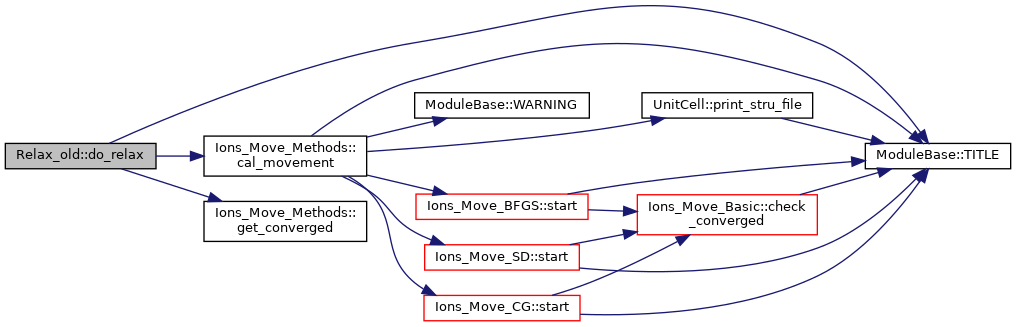 Relax_old::do_relax
Ions_Move_Methods::
cal_movement
Ions_Move_Methods::
get_converged
ModuleBase::WARNING
Ions_Move_BFGS::start
Ions_Move_SD::start
Ions_Move_CG::start
UnitCell::print_stru_file
Ions_Move_Basic::check
_converged
ModuleBase::TITLE